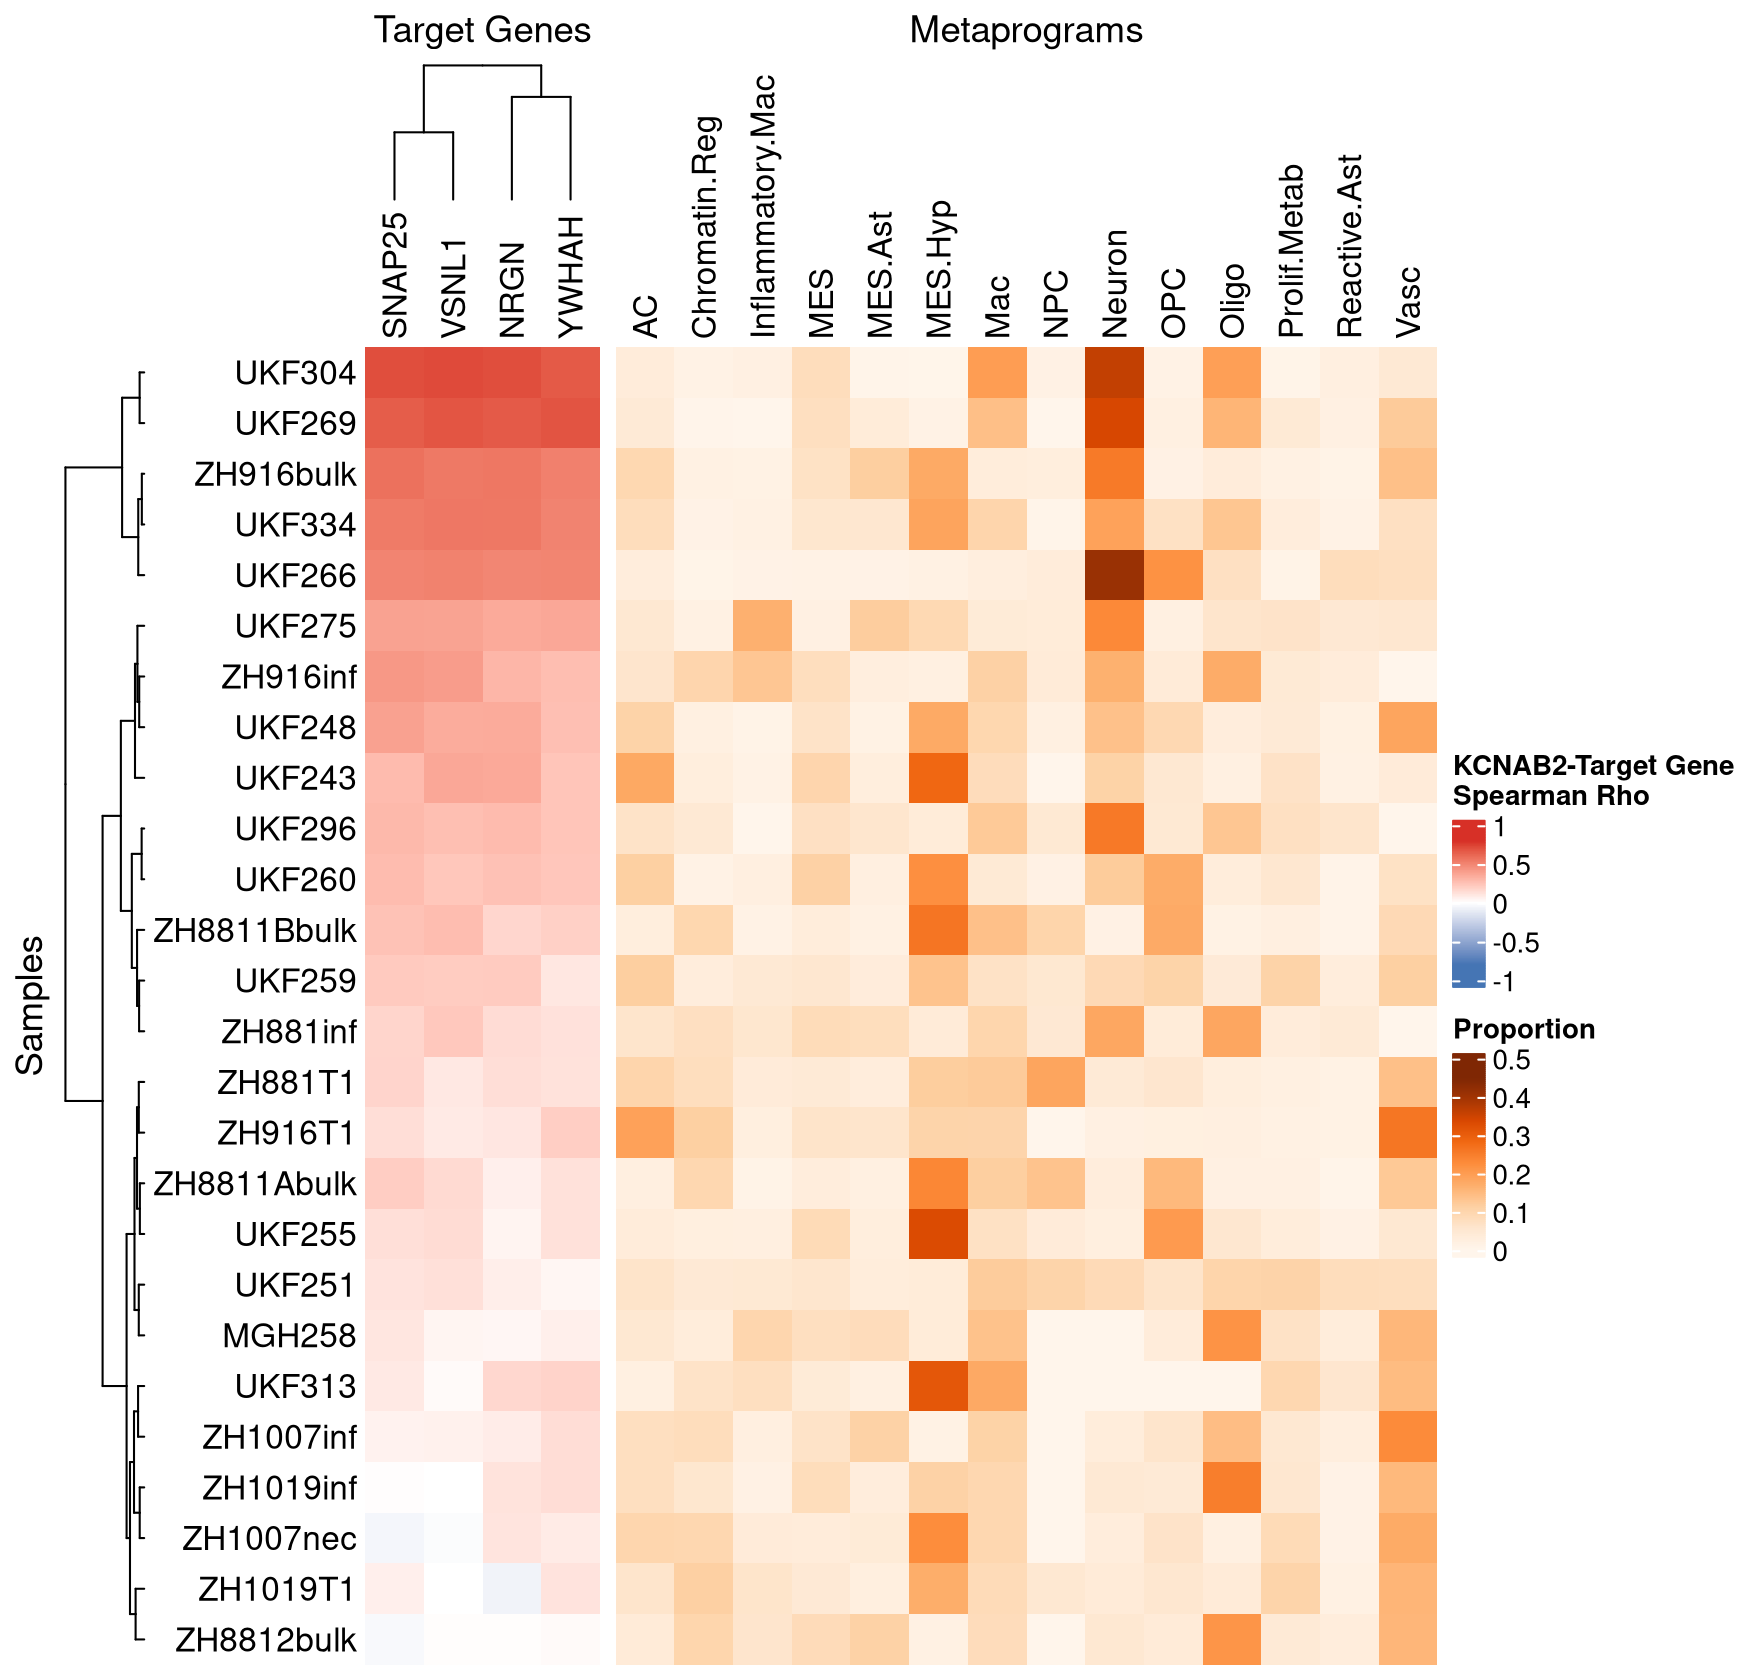 Target Genes
Metaprograms
SNAP25
VSNL1
NRGN
YWHAH
AC
Chromatin.Reg
Inflammatory.Mac
MES
MES.Ast
MES.Hyp
Mac
NPC
Neuron
OPC
Oligo
Prolif.Metab
Reactive.Ast
Vasc
Samples
UKF304
UKF269
ZH916bulk
UKF334
UKF266
UKF275
ZH916inf
UKF248
UKF243
UKF296
UKF260
ZH8811Bbulk
UKF259
ZH881inf
ZH881T1
ZH916T1
ZH8811Abulk
UKF255
UKF251
MGH258
UKF313
ZH1007inf
ZH1019inf
ZH1007nec
ZH1019T1
ZH8812bulk
KCNAB2-Target Gene
Spearman Rho
1
0.5
0
-0.5
-1
Proportion
0.5
0.4
0.3
0.2
0.1
0